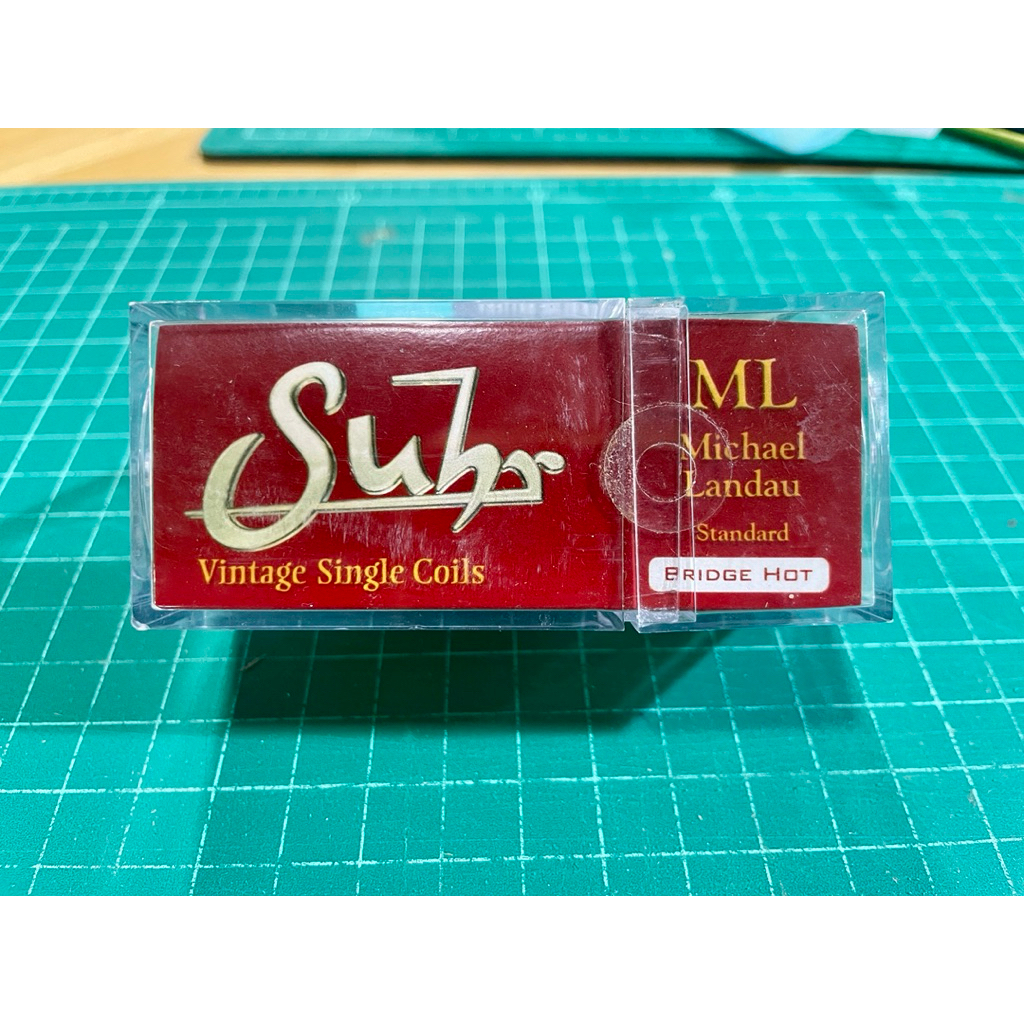 Suhr
Vintage Single Coils
ML
Michael
Landau
Standard
BRIDGE HOT